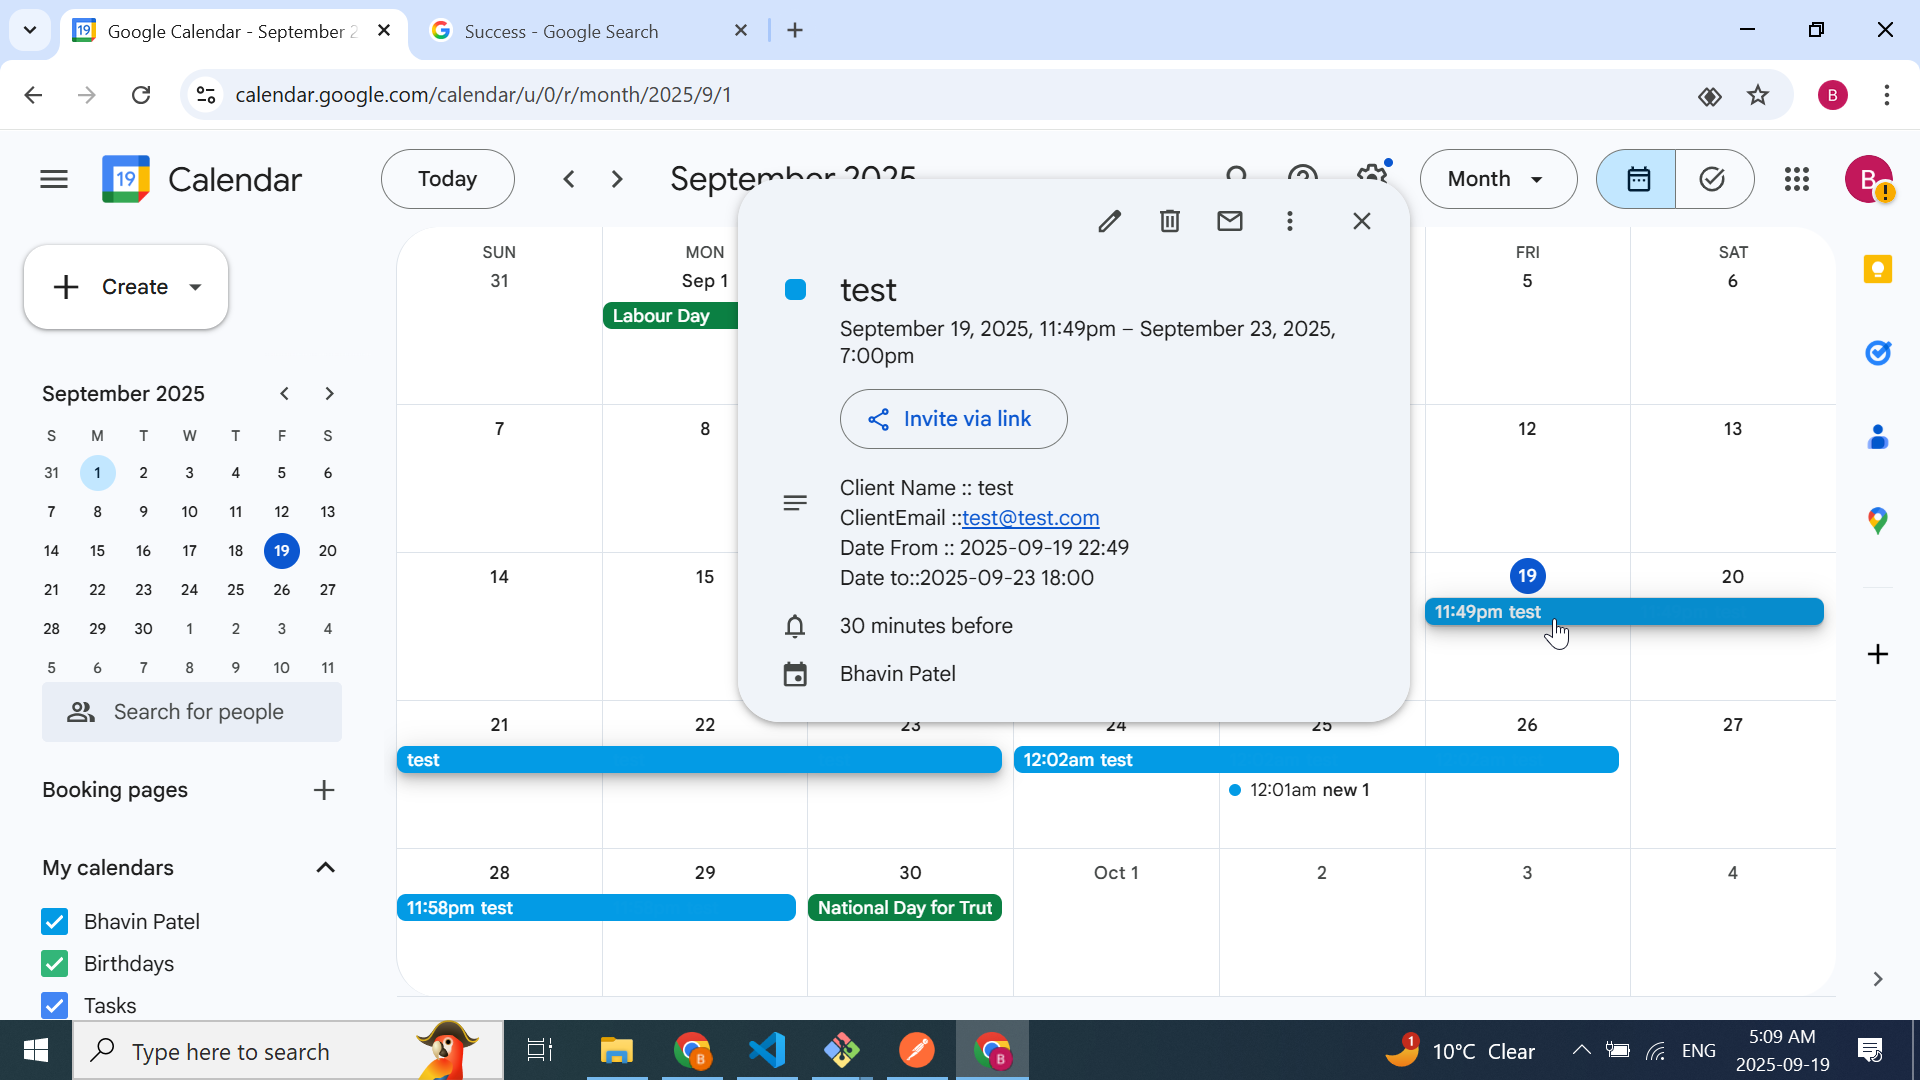 Google Calendar - September 2
Success - Google Search
calendar.google.com/calendar/u/0/r/month/2025/9/1
B
19
Calendar
Today
September 2025
Month
B
Create
SUN
MON
FRI
SAT
31
Sep 1
5
6
Labour Day
test
September 19, 2025, 11:49pm – September 23, 2025,
7:00pm
Invite via link
Client Name :: test
ClientEmail ::test@test.com
Date From :: 2025-09-19 22:49
Date to::2025-09-23 18:00
30 minutes before
Bhavin Patel
September 2025
S M T W T F S
31 1 2 3 4 5 6
7 8 9 10 11 12 13
14 15 16 17 18 19 20
21 22 23 24 25 26 27
28 29 30 1 2 3 4
5 6 7 8 9 10 11
Search for people
Booking pages
My calendars
Bhavin Patel
Birthdays
Tasks
7
8
12
13
14
15
19
20
11:49pm test
21
22
23
24
25
26
27
test
12:02am test
12:01am new 1
28
29
30
Oct 1
2
3
4
11:58pm test
National Day for Trut
Type here to search
B
B
1
10°C Clear
ENG
5:09 AM
2025-09-19